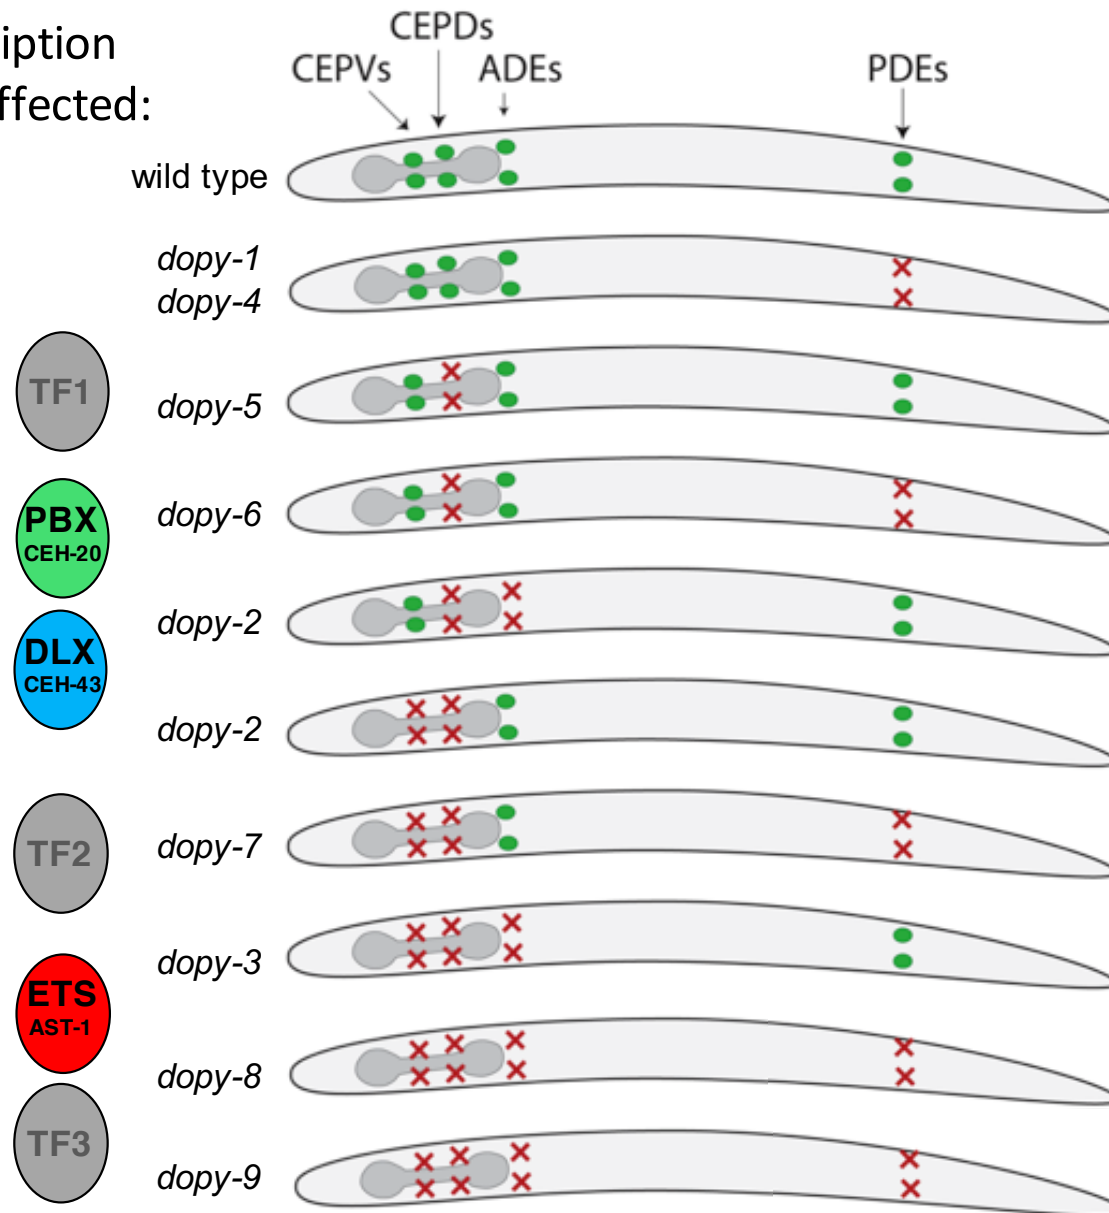 iption
ffected:
CEPDs
CEPVs
ADEs
PDEs
wild type
dopy-1
dopy-4
TF1
dopy-5
PBX
CEH-20
dopy-6
DLX
CEH-43
dopy-2
dopy-2
TF2
dopy-7
dopy-3
ETS
AST-1
dopy-8
TF3
dopy-9